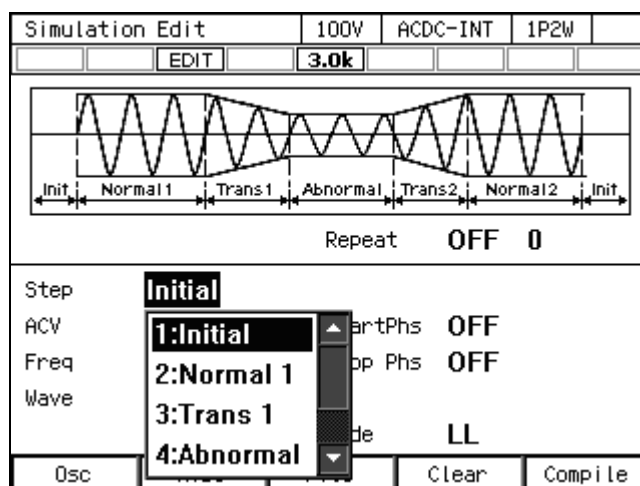 Simulation Edit 100V ACDC-INT 1P2W
EDIT 3.0k
Init Normal1 Trans1 Abnormal Trans2 Normal2 Init
Repeat OFF 0
Step Initial
ACV artPhs OFF
Freq op Phs OFF
Wave
de LL
1:Initial
2:Normal 1
3:Trans 1
4:Abnormal
Osc Clear Compile